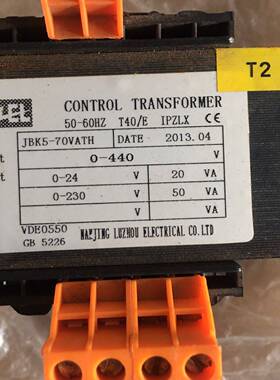 CONTROL TRANSFORMER
T2
50-60HZ T40/E IPZLX CE
JBK5-70VATH DATE 2013.04
0-440 V
0-24 V 20 VA
0-230 V 50 VA
VDE0550
GB 5226
NANJING LUZHOU ELECTRICAL CO.LTD